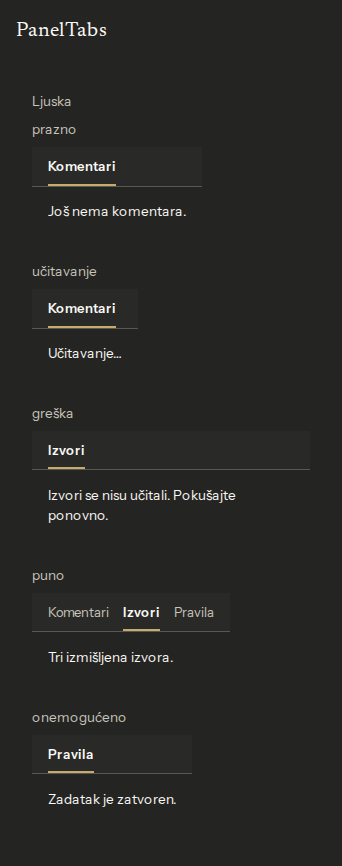 PanelTabs
Ljuska
prazno
Komentari
Još nema komentara.
učitavanje
Komentari
Učitavanje…
greška
Izvori
Izvori se nisu učitali. Pokušajte
ponovno.
puno
Komentari Izvori Pravila
Tri izmišljena izvora.
onemogućeno
Pravila
Zadatak je zatvoren.